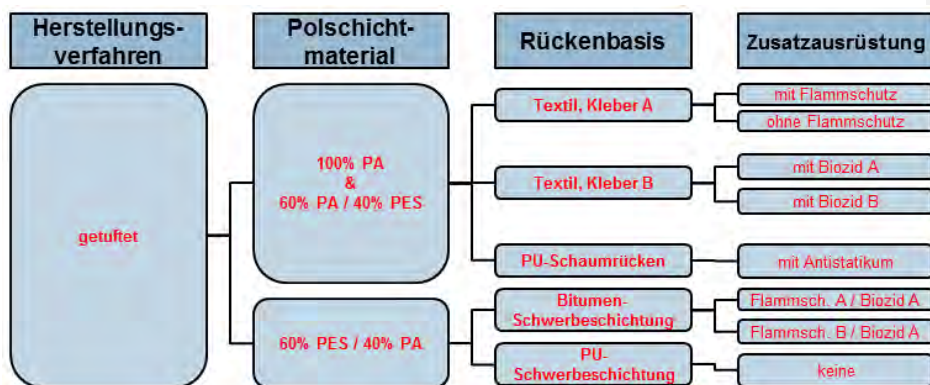 Herstellungs-
verfahren
Polschicht-
material
Rückenbasis
Zusatzausrüstung
getuftet
100% PA
&
60% PA / 40% PES
60% PES / 40% PA
Textil, Kleber A
Textil, Kleber B
PU-Schaumrücken
Bitumen-
Schwerbeschichtung
PU-
Schwerbeschichtung
mit Flammschutz
ohne Flammschutz
mit Biozid A
mit Biozid B
mit Antistatikum
Flammsch. A / Biozid A
Flammsch. B / Biozid A
keine